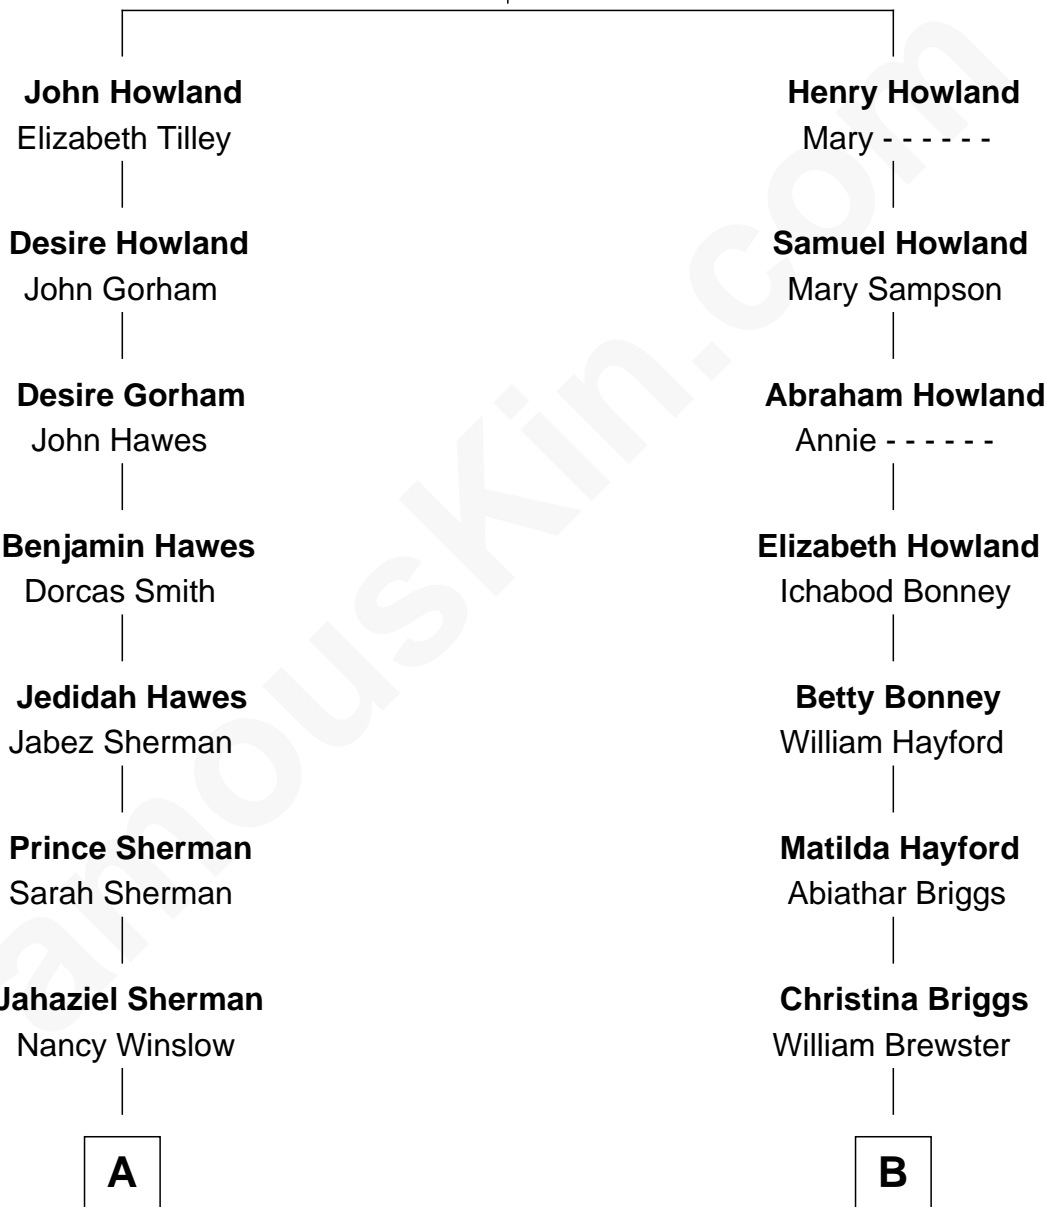 John Howland
Elizabeth Tilley
Desire Howland
John Gorham
Desire Gorham
John Hawes
Benjamin Hawes
Dorcas Smith
Jedidah Hawes
Jabez Sherman
Prince Sherman
Sarah Sherman
Jahaziel Sherman
Nancy Winslow
A
Henry Howland
Mary - - - - - -
Samuel Howland
Mary Sampson
Abraham Howland
Annie - - - - - -
Elizabeth Howland
Ichabod Bonney
Betty Bonney
William Hayford
Matilda Hayford
Abiathar Briggs
Christina Briggs
William Brewster
B
amouskin.com